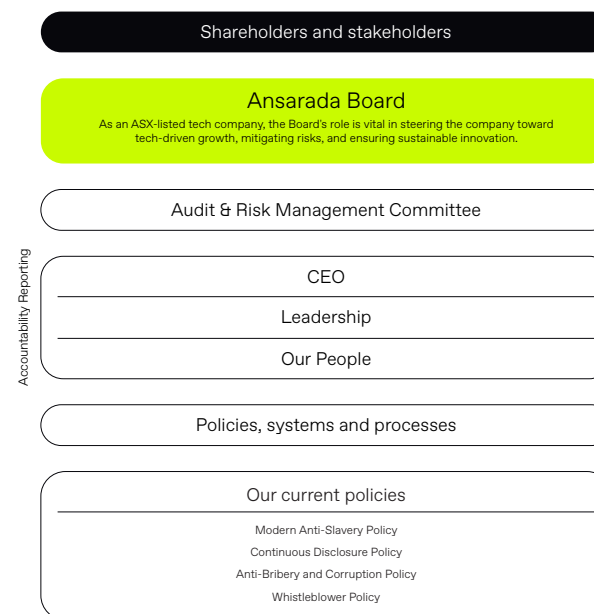 Shareholders and stakeholders
Ansarada Board
As an ASX-listed tech company, the Board's role is vital in steering the company toward
tech-driven growth, mitigating risks, and ensuring sustainable innovation.
Audit & Risk Management Committee
Accountability Reporting
CEO
Leadership
Our People
Policies, systems and processes
Our current policies
Modern Anti-Slavery Policy
Continuous Disclosure Policy
Anti-Bribery and Corruption Policy
Whistleblower Policy